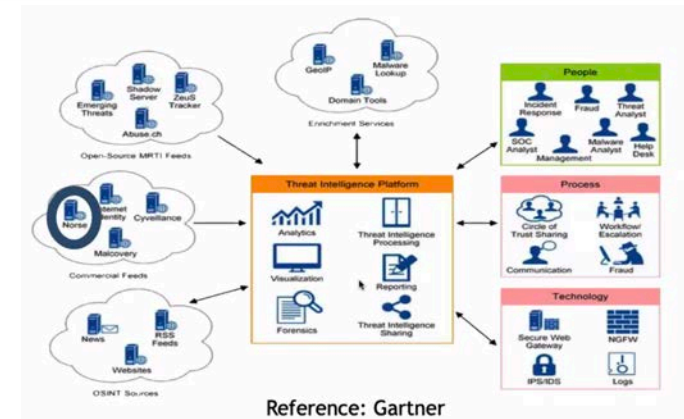 GeoIP
Malware
Lookup
Domain Tools
Enrichment Services
Emerging
Threats
Shadow
Server
ZeuS
Tracker
Abuse.ch
Open-Source MRTI Feeds
Norse
Internet
Identity
Cyveillance
Malcovery
Commercial Feeds
News
RSS
Feeds
Websites
OSINT Sources
Threat Intelligence Platform
Analytics
Threat Intelligence
Processing
Visualization
Reporting
Forensics
Threat Intelligence
Sharing
People
Incident
Response
Fraud
Threat
Analyst
SOC
Analyst
Management
Malware
Analyst
Help
Desk
Process
Circle of
Trust Sharing
Workflow/
Escalation
Communication
Fraud
Technology
Secure Web
Gateway
NGFW
IPS/IDS
Logs
Reference: Gartner